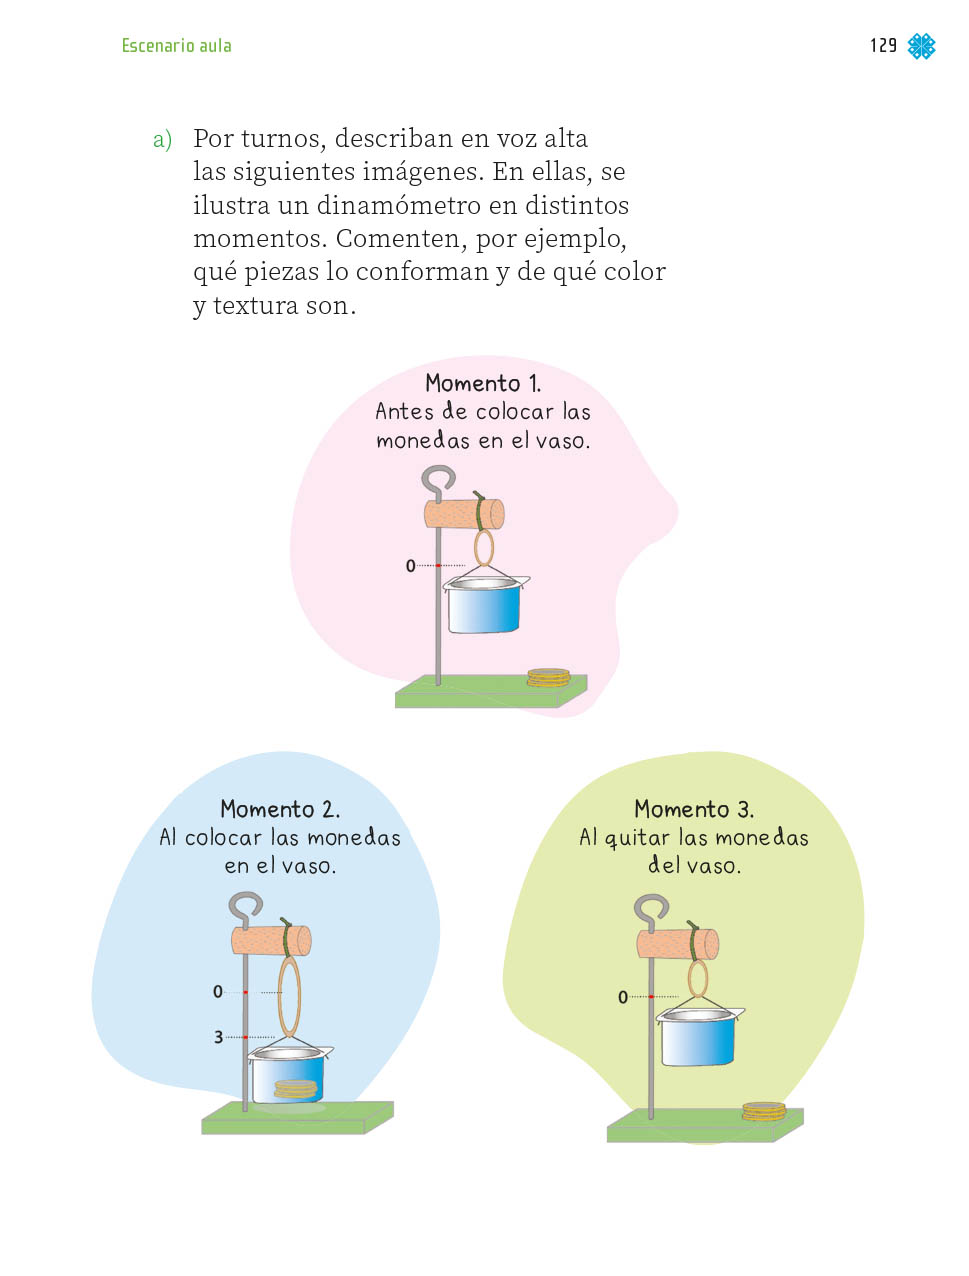 Escenario aula
129
a) Por turnos, describan en voz alta
las siguientes imágenes. En ellas, se
ilustra un dinamómetro en distintos
momentos. Comenten, por ejemplo,
qué piezas lo conforman y de qué color
y textura son.
Momento 1.
Antes de colocar las
monedas en el vaso.
0
Momento 2.
Al colocar las monedas
en el vaso.
0
3
Momento 3.
Al quitar las monedas
del vaso.
0